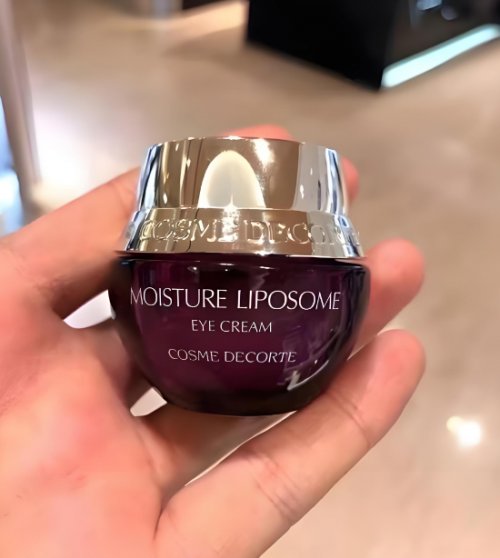 COSME DECORTE
MOISTURE LIPOSOME
EYE CREAM
COSME DECORTE